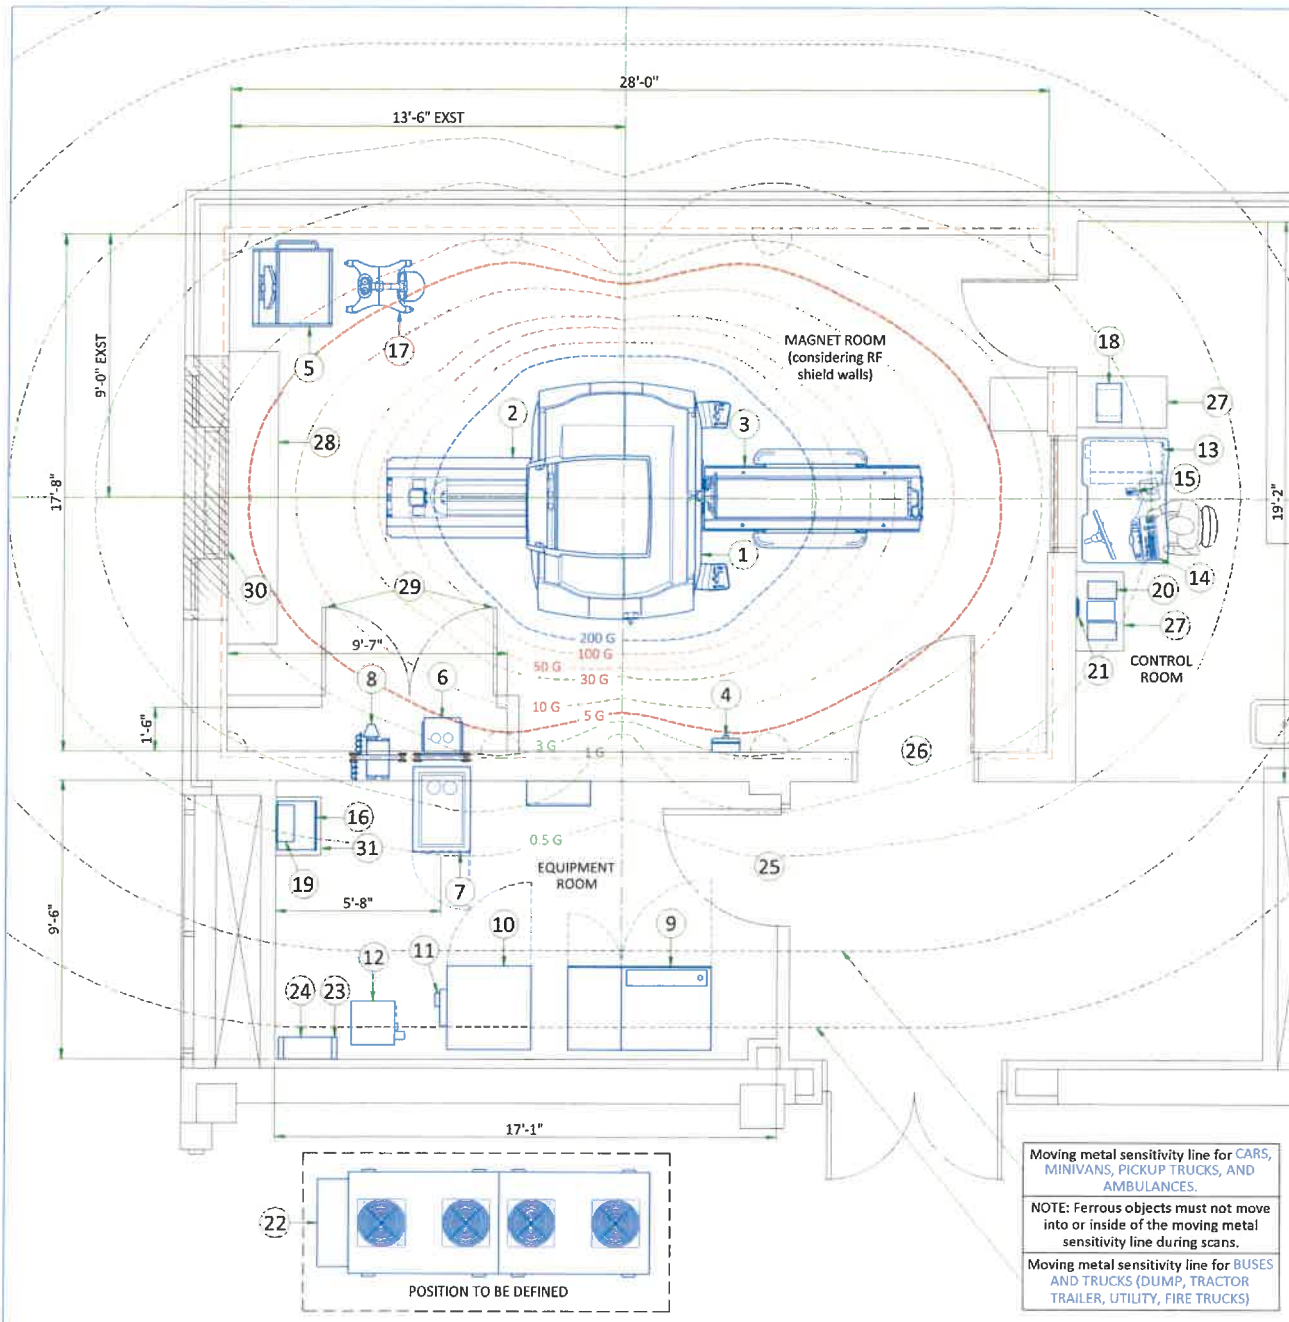 28'-0"
13'-6" EXST
9'-0" EXST
17'-8"
MAGNET ROOM
(considering RF
shield walls)
5
17
18
2
3
27
28
13
15
19'-2"
1
14
30
29
20
200 G
9'-7"
100 G
27
50 G
6
30 G
CONTROL
ROOM
8
21
4
10 G
5 G
1'-6"
3 G
1 G
26
16
0.5 G
31
EQUIPMENT
ROOM
25
19
7
5'-8"
9'-6"
10
9
11
12
24
23
17'-1"
22
POSITION TO BE DEFINED
Moving metal sensitivity line for CARS,
MINIVANS, PICKUP TRUCKS, AND
AMBULANCES.
NOTE: Ferrous objects must not move
into or inside of the moving metal
sensitivity line during scans.
Moving metal sensitivity line for BUSES
AND TRUCKS (DUMP, TRACTOR
TRAILER, UTILITY, FIRE TRUCKS)